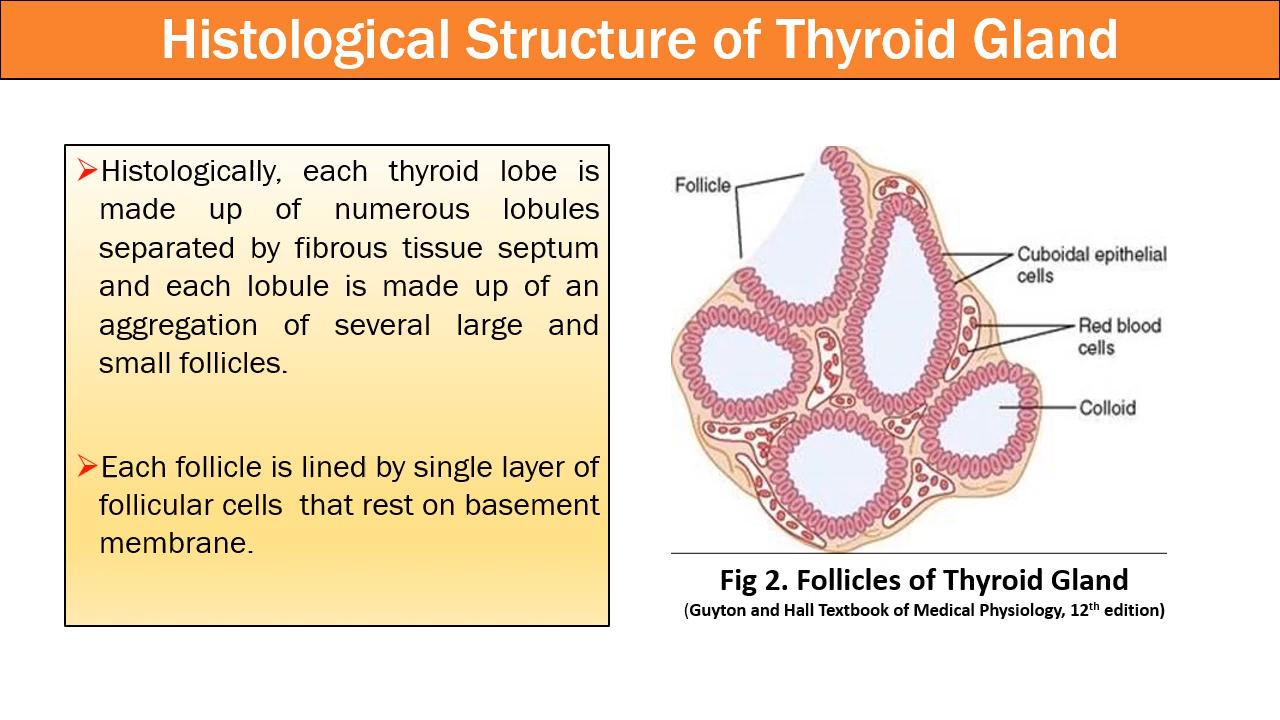 Histological Structure of Thyroid Gland
➢Histologically, each thyroid lobe is
made up of numerous lobules
separated by fibrous tissue septum
and each lobule is made up of an
aggregation of several large and
small follicles.
➢Each follicle is lined by single layer of
follicular cells  that rest on basement
membrane.
Follicle
Cuboidal epithelial
cells
Red blood
cells
Colloid
Fig 2. Follicles of Thyroid Gland
(Guyton and Hall Textbook of Medical Physiology, 12th edition)